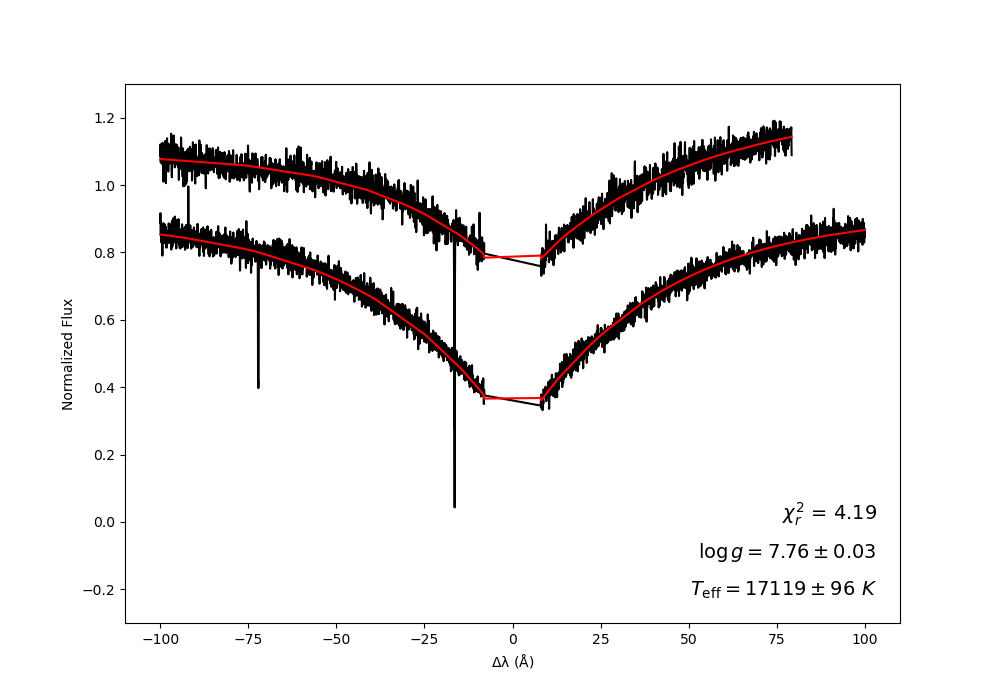 1.2
1.0
0.8
0.6
0.4
0.2
0.0
−0.2
Normalized Flux
χ²ᵣ = 4.19
log g = 7.76 ± 0.03
T_eff = 17119 ± 96 K
−100 −75 −50 −25 0 25 50 75 100
Δλ (Å)